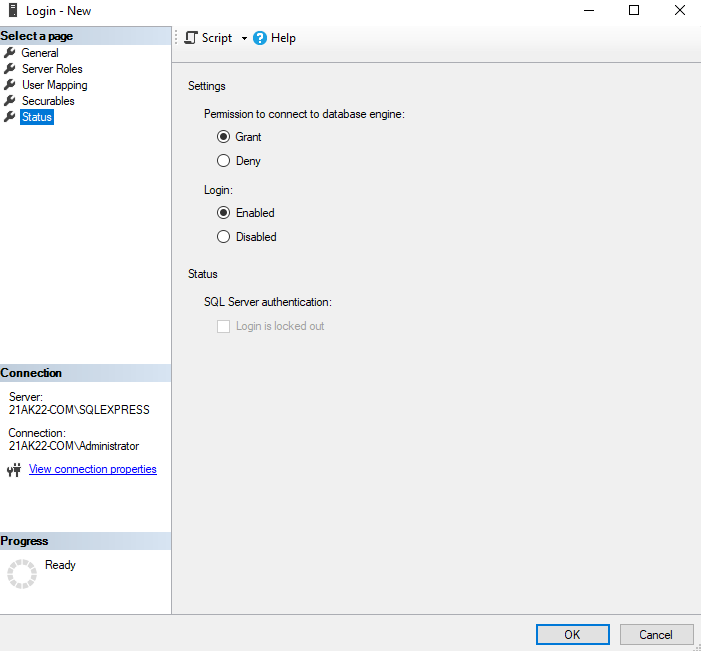 Login - New
Select a page
General
Server Roles
User Mapping
Securables
Status
Script
Help
Settings
Permission to connect to database engine:
Grant
Deny
Login:
Enabled
Disabled
Status
SQL Server authentication:
Login is locked out
Connection
Server:
21AK22-COM\SQLEXPRESS
Connection:
21AK22-COM\Administrator
View connection properties
Progress
Ready
OK
Cancel